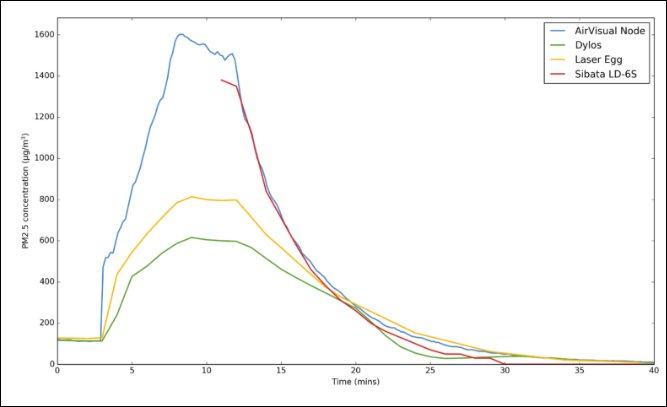 AirVisual Node
Dylos
Laser Egg
Sibata LD-6S
PM2.5 concentration (µg/m³)
1600
1400
1200
1000
800
600
400
200
0
0 5 10 15 20 25 30 35 40
Time (mins)